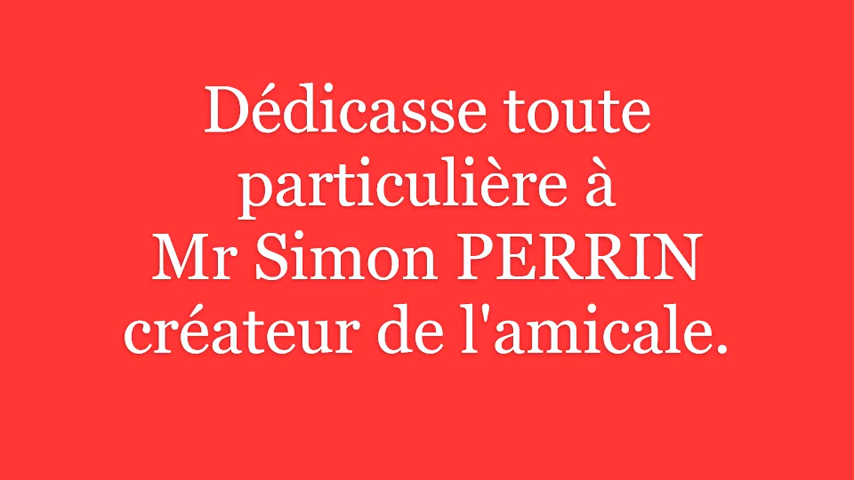 Dédicasse toute
particulière à
Mr Simon PERRIN
créateur de l'amicale.